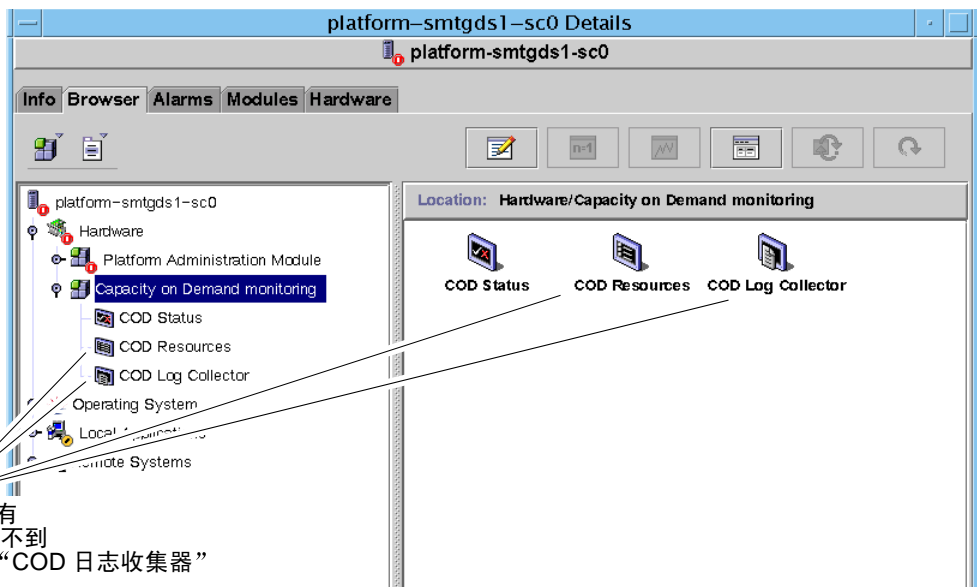 platform-smtgds1-sc0 Details
platform-smtgds1-sc0
Info Browser Alarms Modules Hardware
n=1
platform-smtgds1-sc0
Hardware
Platform Administration Module
Capacity on Demand monitoring
COD Status
COD Resources
COD Log Collector
Operating System
Local
Systems
Location: Hardware/Capacity on Demand monitoring
COD Status COD Resources COD Log Collector
有
不到
“COD 日志收集器”